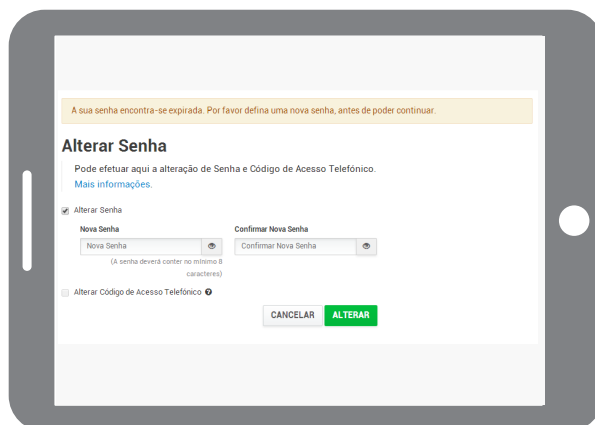 A sua senha encontra-se expirada. Por favor defina uma nova senha, antes de poder continuar.
Alterar Senha
Pode efetuar aqui a alteração de Senha e Código de Acesso Telefónico.
Mais informações.
Alterar Senha
Nova Senha Confirmar Nova Senha
Nova Senha Confirmar Nova Senha
(A senha deverá conter no mínimo 8
caracteres)
Alterar Código de Acesso Telefónico
CANCELAR ALTERAR